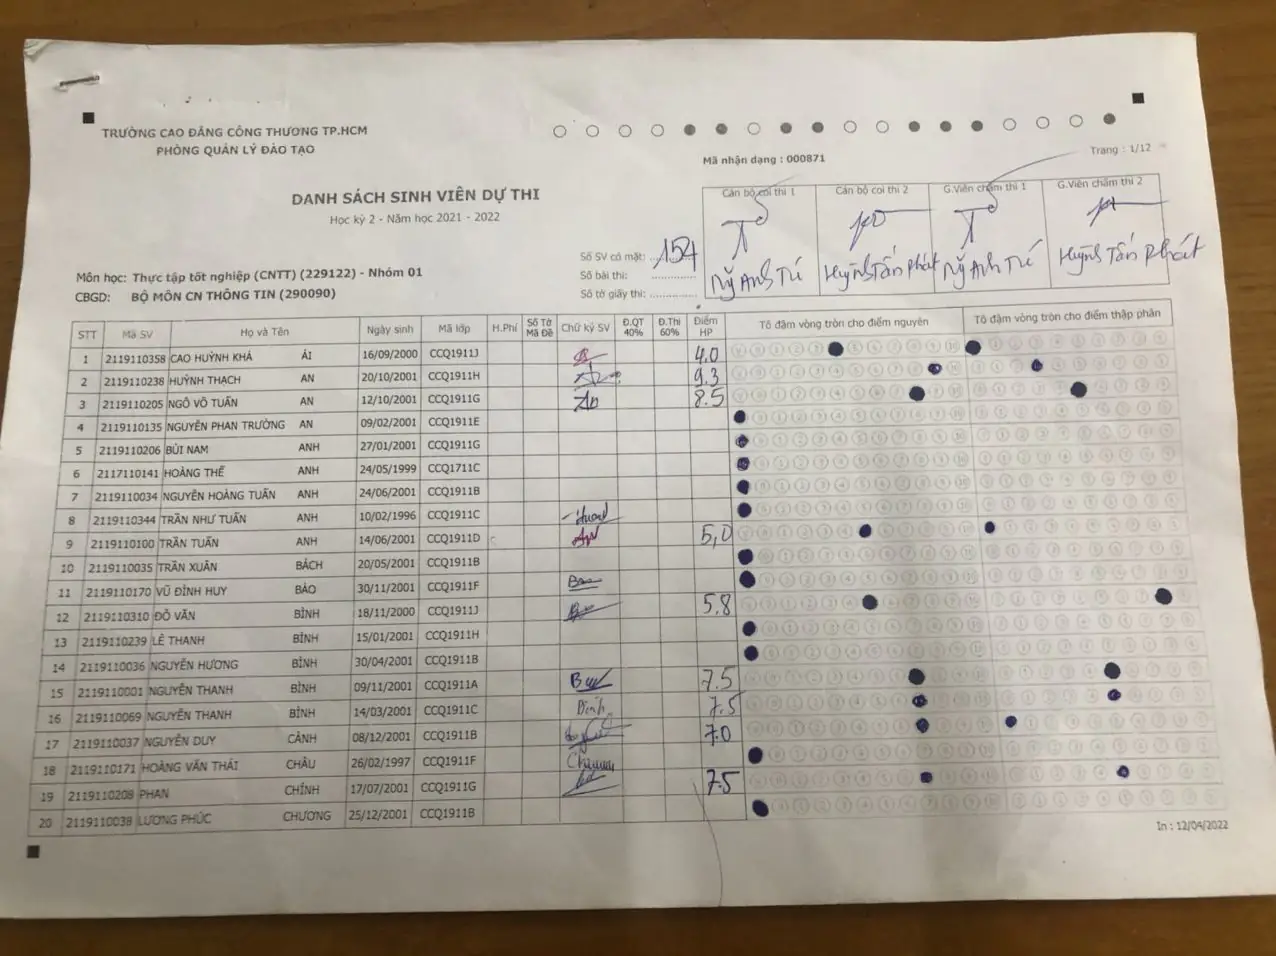 TRƯỜNG CAO ĐẲNG CÔNG THƯƠNG TP.HCM
PHÒNG QUẢN LÝ ĐÀO TẠO
Mã nhận dạng : 000871
Trang : 1/12
DANH SÁCH SINH VIÊN DỰ THI
Học kỳ 2 - Năm học 2021 - 2022
Cán bộ coi thi 1 Cán bộ coi thi 2 G.Viên chấm thi 1 G.Viên chấm thi 2
Số SV có mặt: 154
Số bài thi: ..............
Số tờ giấy thi: ..............
Ng Anh Tú Huỳnh Tấn Phát Ng Anh Tú Huỳnh Tấn Phát
Môn học: Thực tập tốt nghiệp (CNTT) (229122) - Nhóm 01
CBGD: BỘ MÔN CN THÔNG TIN (290090)
STT Mã SV Họ và Tên Ngày sinh Mã lớp H.Phí Số Tờ Mã Đề Chữ ký SV Đ.QT 40% Đ.Thi 60% Điểm HP Tô đậm vòng tròn cho điểm nguyên Tô đậm vòng tròn cho điểm thập phân
1 2119110358 CAO HUỲNH KHẢ ÁI 16/09/2000 CCQ1911J 4.0
2 2119110238 HUỲNH THẠCH AN 20/10/2001 CCQ1911H 9.3
3 2119110205 NGÔ VÕ TUẤN AN 12/10/2001 CCQ1911G An 8.5
4 2119110135 NGUYỄN PHAN TRƯỜNG AN 09/02/2001 CCQ1911E
5 2119110206 BÙI NAM ANH 27/01/2001 CCQ1911G
6 2117110141 HOÀNG THẾ ANH 24/05/1999 CCQ1711C
7 2119110034 NGUYỄN HOÀNG TUẤN ANH 24/06/2001 CCQ1911B
8 2119110344 TRẦN NHƯ TUẤN ANH 10/02/1996 CCQ1911C
9 2119110100 TRẦN TUẤN ANH 14/06/2001 CCQ1911D 5,0
10 2119110035 TRẦN XUÂN BÁCH 20/05/2001 CCQ1911B
11 2119110170 VŨ ĐÌNH HUY BẢO 30/11/2001 CCQ1911F
12 2119110310 ĐỖ VĂN BÌNH 18/11/2000 CCQ1911J 5.8
13 2119110239 LÊ THANH BÌNH 15/01/2001 CCQ1911H
14 2119110036 NGUYỄN HƯƠNG BÌNH 30/04/2001 CCQ1911B
15 2119110001 NGUYỄN THANH BÌNH 09/11/2001 CCQ1911A 7.5
16 2119110069 NGUYỄN THANH BÌNH 14/03/2001 CCQ1911C Bình 7.5
17 2119110037 NGUYỄN DUY CẢNH 08/12/2001 CCQ1911B 7.0
18 2119110171 HOÀNG VĂN THÁI CHÂU 26/02/1997 CCQ1911F
19 2119110208 PHAN CHÍNH 17/07/2001 CCQ1911G 7.5
20 2119110038 LƯƠNG PHÚC CHƯƠNG 25/12/2001 CCQ1911B
In : 12/04/2022